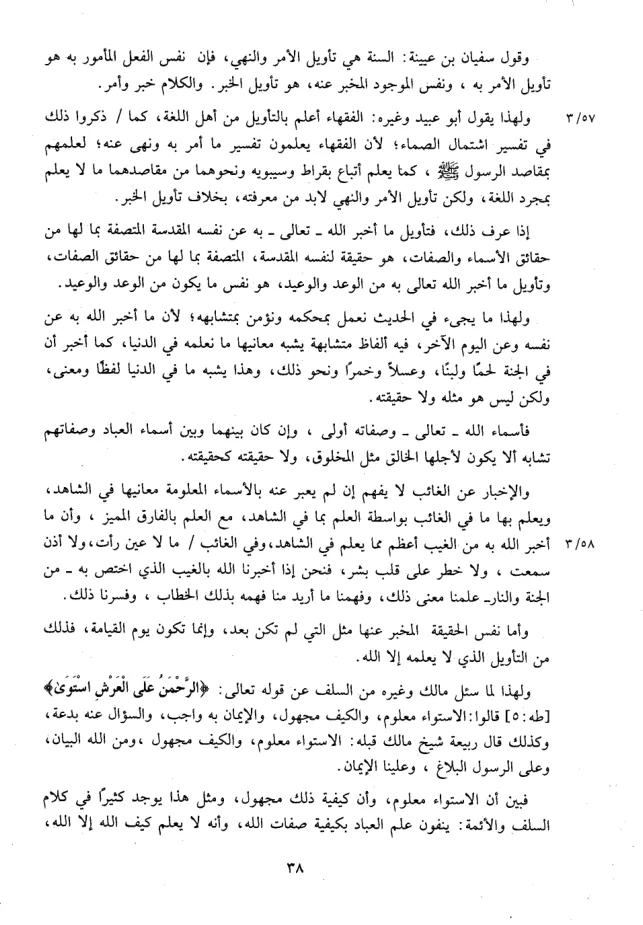 وقول سفيان بن عيينة: السنة هي تأويل الأمر والنهي، فإن نفس الفعل المأمور به هو
تأويل الأمر به ، ونفس الموجود المخبر عنه، هو تأويل الخبر. والكلام خبر وأمر.
٣/٥٧ ولهذا يقول أبو عبيد وغيره: الفقهاء أعلم بالتأويل من أهل اللغة، كما / ذكروا ذلك
في تفسير اشتمال الصماء؛ لأن الفقهاء يعلمون تفسير ما أمر به ونهى عنه؛ لعلمهم
بمقاصد الرسول ﷺ ، كما يعلم أتباع بقراط وسيبويه ونحوهما من مقاصدهما ما لا يعلم
بمجرد اللغة، ولكن تأويل الأمر والنهي لابد من معرفته، بخلاف تأويل الخبر.
إذا عرف ذلك، فتأويل ما أخبر الله ـ تعالى ـ به عن نفسه المقدسة المتصفة بما لها من
حقائق الأسماء والصفات، هو حقيقة لنفسه المقدسة، المتصفة بما لها من حقائق الصفات،
وتأويل ما أخبر الله تعالى به من الوعد والوعيد، هو نفس ما يكون من الوعد والوعيد.
ولهذا ما يجىء في الحديث نعمل بمحكمه ونؤمن بمتشابهه؛ لأن ما أخبر الله به عن
نفسه وعن اليوم الآخر، فيه ألفاظ متشابهة يشبه معانيها ما نعلمه في الدنيا، كما أخبر أن
في الجنة لحمًا ولبنًا، وعسلاً وخمرًا ونحو ذلك، وهذا يشبه ما في الدنيا لفظًا ومعنى،
ولكن ليس هو مثله ولا حقيقته.
فأسماء الله ـ تعالى ـ وصفاته أولى ، وإن كان بينهما وبين أسماء العباد وصفاتهم
تشابه ألا يكون لأجلها الخالق مثل المخلوق، ولا حقيقته كحقيقته.
والإخبار عن الغائب لا يفهم إن لم يعبر عنه بالأسماء المعلومة معانيها في الشاهد،
ويعلم بها ما في الغائب بواسطة العلم بما في الشاهد، مع العلم بالفارق المميز ، وأن ما
٣/٥٨ أخبر الله به من الغيب أعظم مما يعلم في الشاهد،وفي الغائب / ما لا عين رأت،ولا أذن
سمعت ، ولا خطر على قلب بشر، فنحن إذا أخبرنا الله بالغيب الذي اختص به ـ من
الجنة والنارـ علمنا معنى ذلك، وفهمنا ما أريد منا فهمه بذلك الخطاب ، وفسرنا ذلك.
وأما نفس الحقيقة المخبر عنها مثل التي لم تكن بعد، وإنما تكون يوم القيامة، فذلك
من التأويل الذي لا يعلمه إلا الله.
ولهذا لما سئل مالك وغيره من السلف عن قوله تعالى: ﴿الرَّحْمَنُ عَلَى الْعَرْشِ اسْتَوَىٰ﴾
[طه:٥] قالوا:الاستواء معلوم، والكيف مجهول، والإيمان به واجب، والسؤال عنه بدعة،
وكذلك قال ربيعة شيخ مالك قبله: الاستواء معلوم، والكيف مجهول ،ومن الله البيان،
وعلى الرسول البلاغ ، وعلينا الإيمان.
فبين أن الاستواء معلوم، وأن كيفية ذلك مجهول، ومثل هذا يوجد كثيرًا في كلام
السلف والأئمة: ينفون علم العباد بكيفية صفات الله، وأنه لا يعلم كيف الله إلا الله،
٣٨